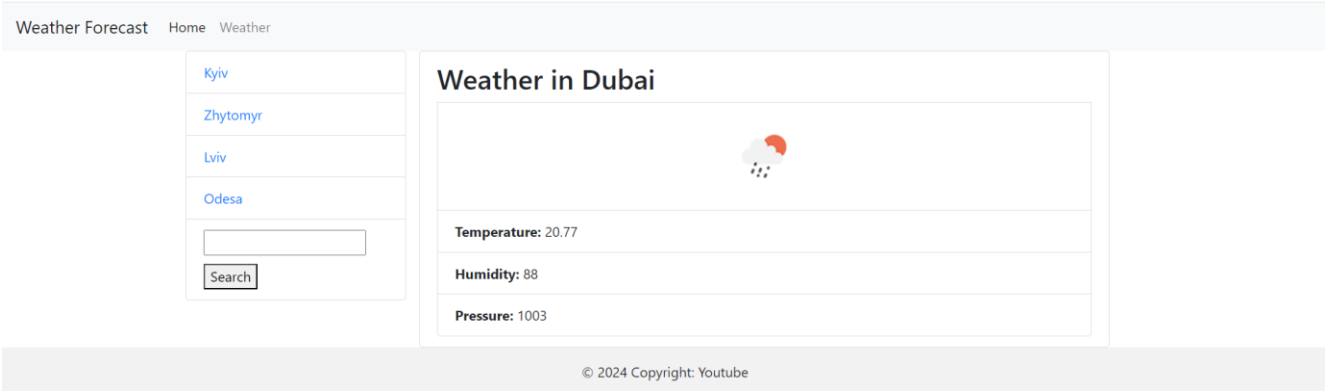 Weather Forecast Home Weather
Kyiv
Zhytomyr
Lviv
Odesa
Search
Weather in Dubai
Temperature: 20.77
Humidity: 88
Pressure: 1003
© 2024 Copyright: Youtube